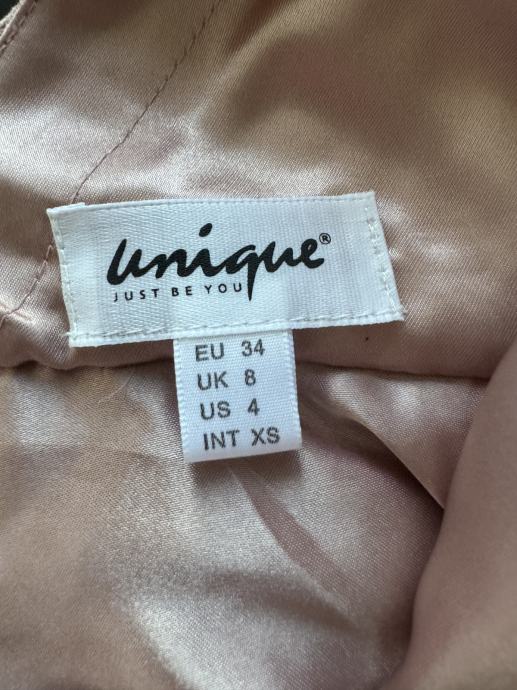 unique®
JUST BE YOU
EU 34
UK 8
US 4
INT XS